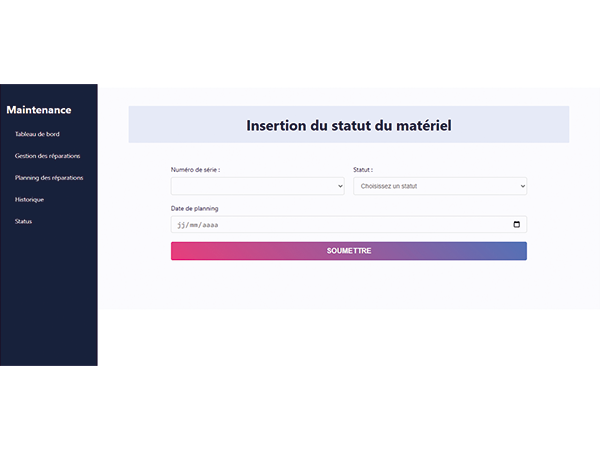 Maintenance
Tableau de bord
Gestion des réparations
Planning des réparations
Historique
Status
Insertion du statut du matériel
Numéro de série :
Statut :
Choisissez un statut
Date de planning
jj/mm/aaaa
SOUMETTRE